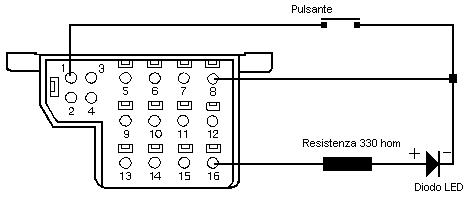 Pulsante
1 3
2 4
5 6 7 8
9 10 11 12
Resistenza 330 hom
+ −
13 14 15 16
Diodo LED